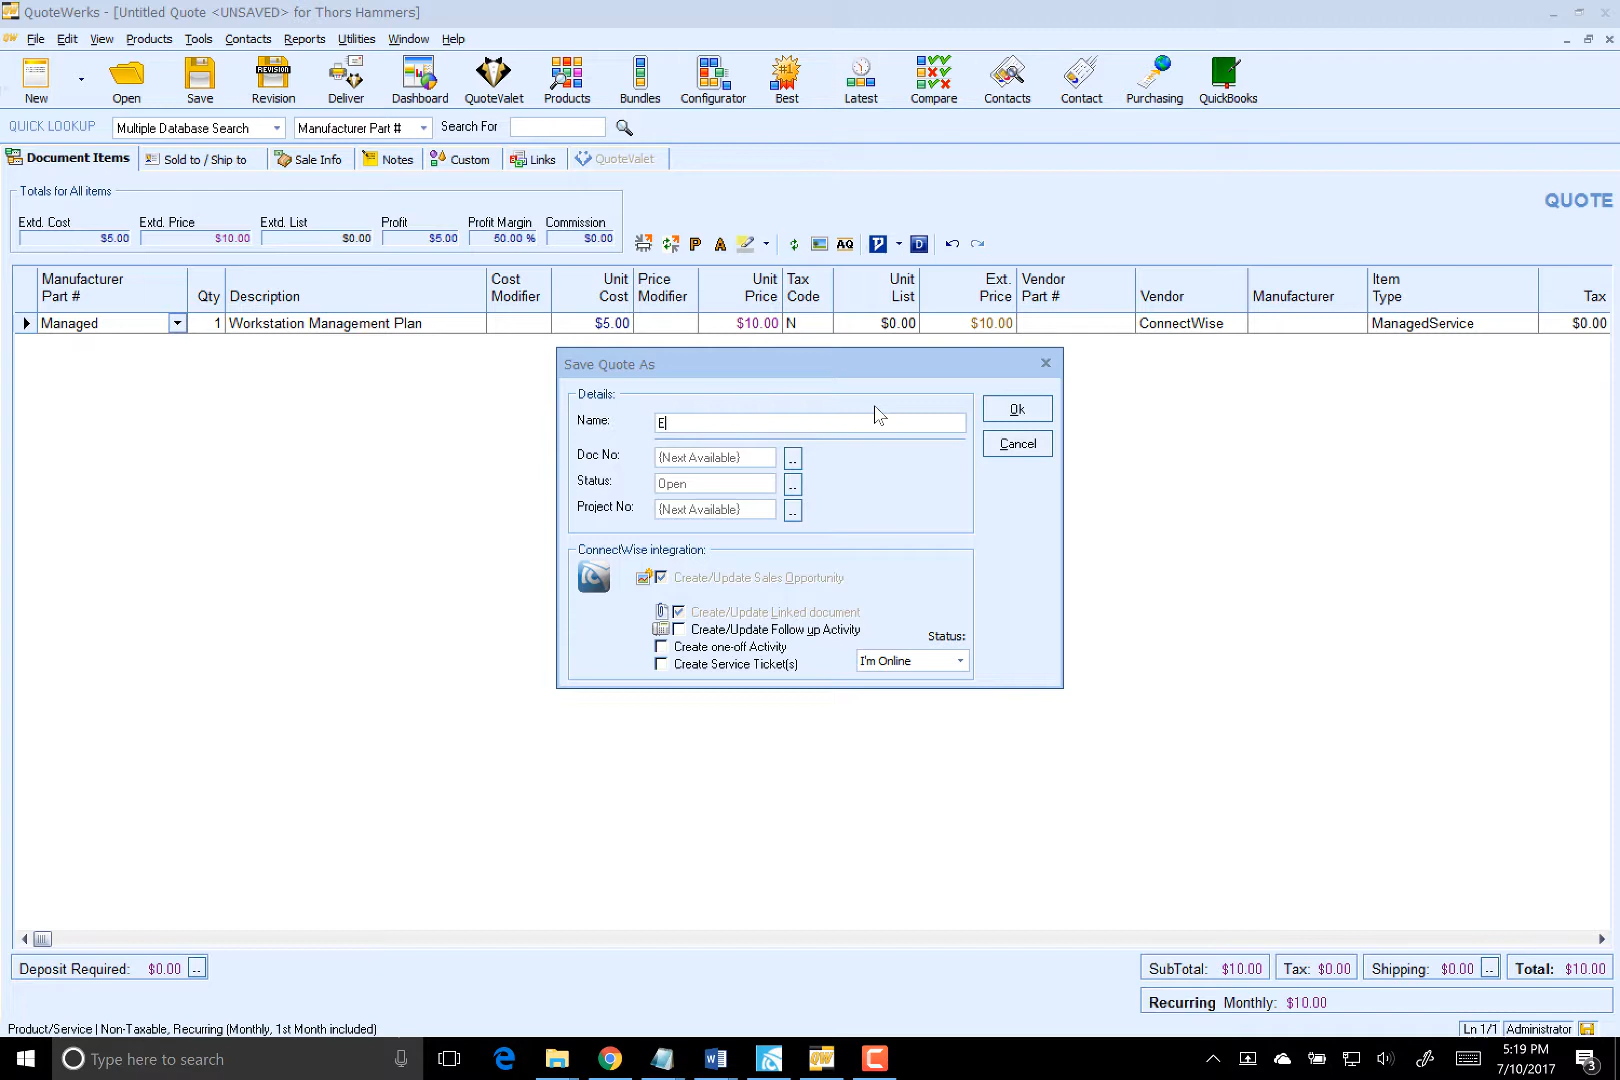 QuoteWerks - [Untitled Quote <UNSAVED> for Thors Hammers]
File Edit View Products Tools Contacts Reports Utilities Window Help
New Open Save Revision Deliver Dashboard QuoteValet Products Bundles Configurator Best Latest Compare Contacts Contact Purchasing QuickBooks
QUICK LOOKUP Multiple Database Search Manufacturer Part # Search For
Document Items Sold to / Ship to Sale Info Notes Custom Links QuoteValet
Totals for All items
QUOTE
Extd. Cost Extd. Price Extd. List Profit Profit Margin Commission
$5.00 $10.00 $0.00 $5.00 50.00 % $0.00
Manufacturer Part # Qty Description Cost Modifier Unit Cost Price Modifier Unit Price Tax Code Unit List Ext. Price Vendor Part # Vendor Manufacturer Item Type Tax
Managed 1 Workstation Management Plan $5.00 $10.00 N $0.00 $10.00 ConnectWise ManagedService $0.00
Save Quote As
Details:
Name: E
Ok
Doc No: {Next Available} ..
Cancel
Status: Open ..
Project No: {Next Available} ..
ConnectWise integration:
Create/Update Sales Opportunity
Create/Update Linked document
Create/Update Follow up Activity
Status:
Create one-off Activity
Create Service Ticket(s)
I'm Online
Deposit Required: $0.00 ..
SubTotal: $10.00 Tax: $0.00 Shipping: $0.00 .. Total: $10.00
Recurring Monthly: $10.00
Product/Service | Non-Taxable, Recurring (Monthly, 1st Month included)
Ln 1/1 Administrator
Type here to search
5:19 PM
7/10/2017
3